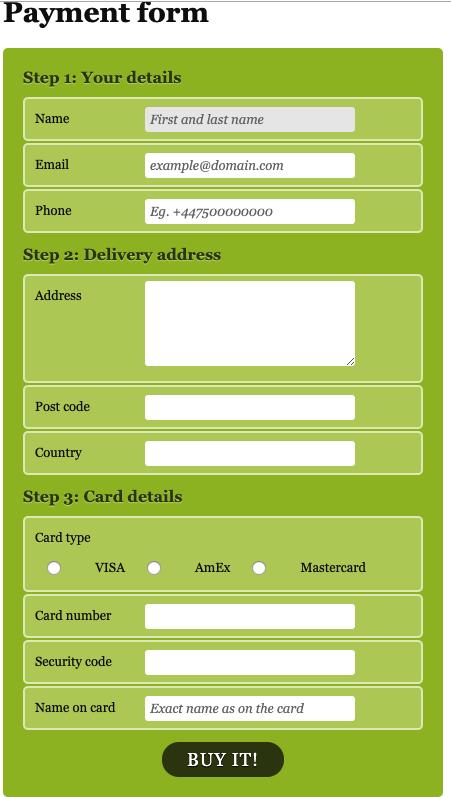 Payment form
Step 1: Your details
Name First and last name
Email example@domain.com
Phone Eg. +447500000000
Step 2: Delivery address
Address
Post code
Country
Step 3: Card details
Card type
VISA AmEx Mastercard
Card number
Security code
Name on card Exact name as on the card
BUY IT!